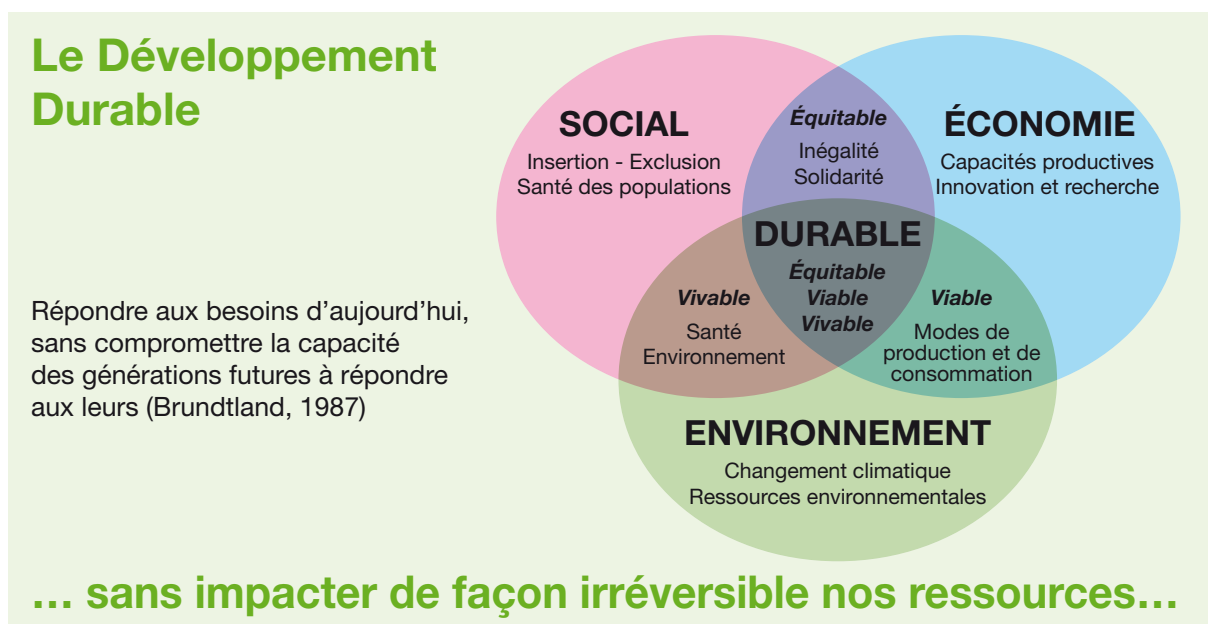 Le Développement
Durable
Répondre aux besoins d’aujourd’hui,
sans compromettre la capacité
des générations futures à répondre
aux leurs (Brundtland, 1987)
SOCIAL
Insertion - Exclusion
Santé des populations
Équitable
Inégalité
Solidarité
ÉCONOMIE
Capacités productives
Innovation et recherche
DURABLE
Équitable
Viable
Vivable
Vivable
Santé
Environnement
Viable
Modes de
production et de
consommation
ENVIRONNEMENT
Changement climatique
Ressources environnementales
… sans impacter de façon irréversible nos ressources…